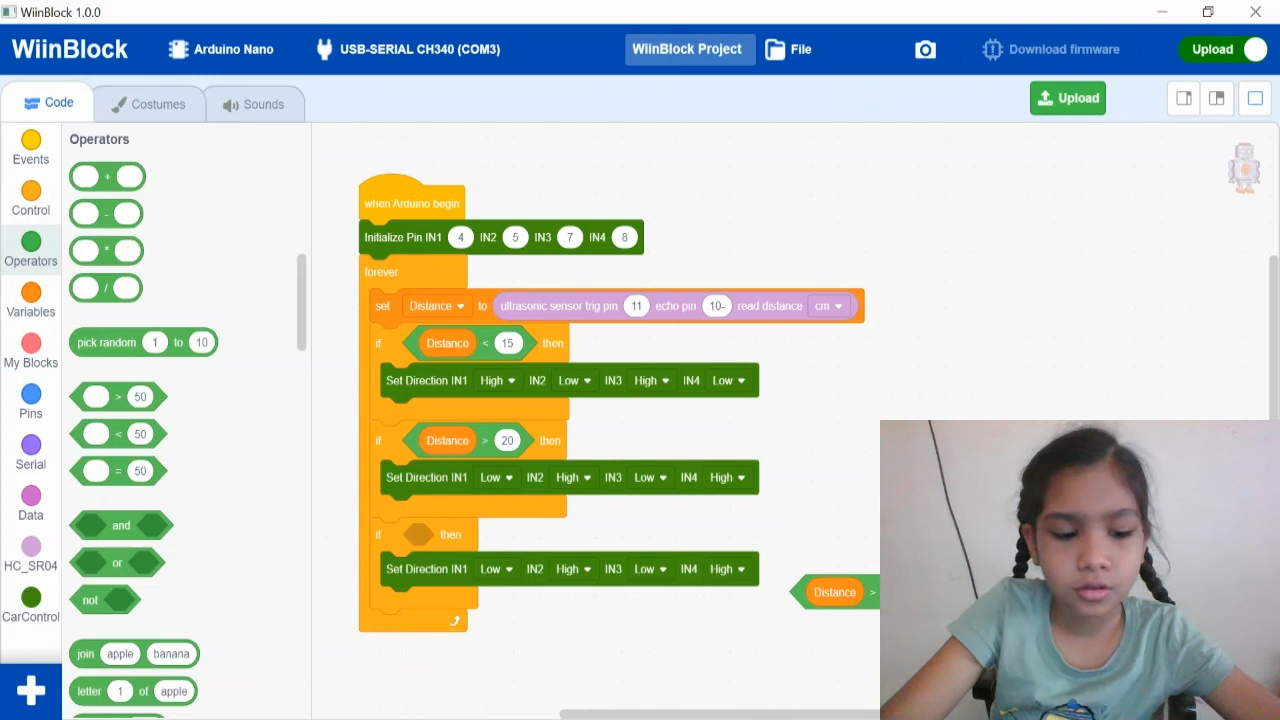 WiinBlock 1.0.0
WiinBlock Arduino Nano USB-SERIAL CH340 (COM3) WiinBlock Project File Download firmware Upload
Code Costumes Sounds Upload
Events
Control
Operators
Variables
My Blocks
Pins
Serial
Data
HC_SR04
CarControl
Operators
+
-
*
/
pick random 1 to 10
> 50
< 50
= 50
and
or
not
join apple banana
letter 1 of apple
when Arduino begin
Initialize Pin IN1 4 IN2 5 IN3 7 IN4 8
forever
set Distance to ultrasonic sensor trig pin 11 echo pin 10- read distance cm
if Distance < 15 then
Set Direction IN1 High IN2 Low IN3 High IN4 Low
if Distance > 20 then
Set Direction IN1 Low IN2 High IN3 Low IN4 High
if then
Set Direction IN1 Low IN2 High IN3 Low IN4 High
Distance >